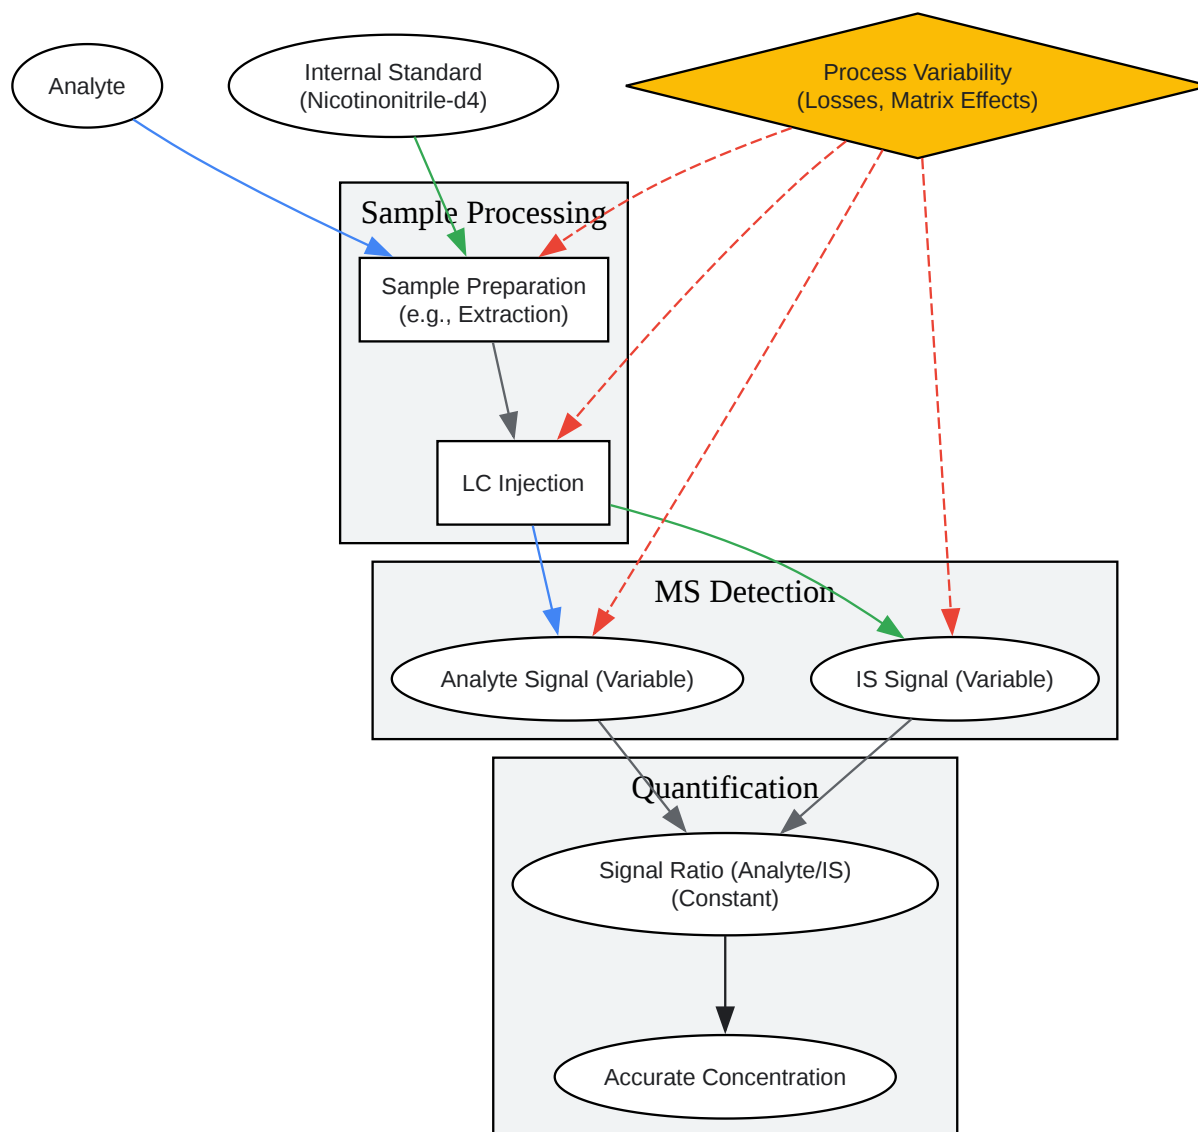 Analyte
Internal Standard
(Nicotinonitrile-d4)
Process Variability
(Losses, Matrix Effects)
Sample Processing
Sample Preparation
(e.g., Extraction)
LC Injection
MS Detection
Analyte Signal (Variable)
IS Signal (Variable)
Quantification
Signal Ratio (Analyte/IS)
(Constant)
Accurate Concentration